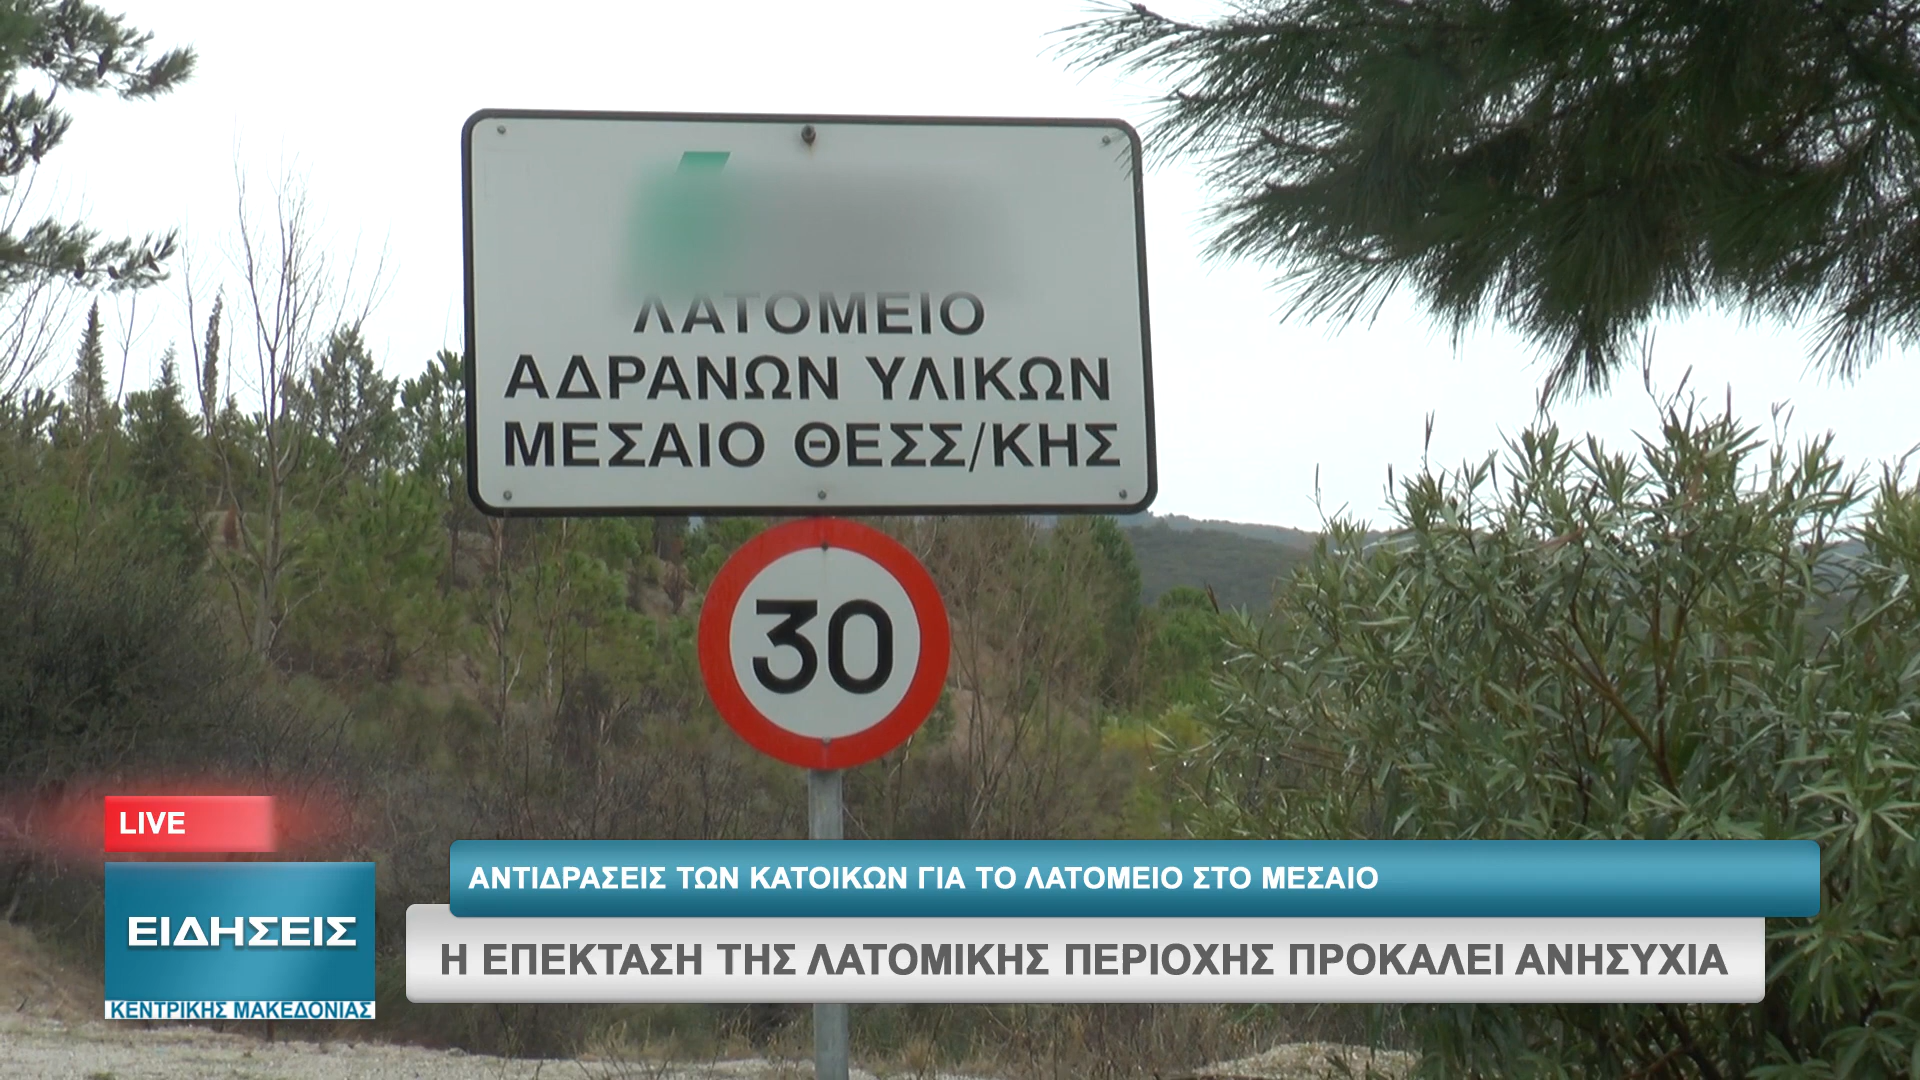 ΛΑΤΟΜΕΙΟ
ΑΔΡΑΝΩΝ ΥΛΙΚΩΝ
ΜΕΣΑΙΟ ΘΕΣΣ/ΚΗΣ
30
LIVE
ΑΝΤΙΔΡΑΣΕΙΣ ΤΩΝ ΚΑΤΟΙΚΩΝ ΓΙΑ ΤΟ ΛΑΤΟΜΕΙΟ ΣΤΟ ΜΕΣΑΙΟ
ΕΙΔΗΣΕΙΣ
Η ΕΠΕΚΤΑΣΗ ΤΗΣ ΛΑΤΟΜΙΚΗΣ ΠΕΡΙΟΧΗΣ ΠΡΟΚΑΛΕΙ ΑΝΗΣΥΧΙΑ
ΚΕΝΤΡΙΚΗΣ ΜΑΚΕΔΟΝΙΑΣ